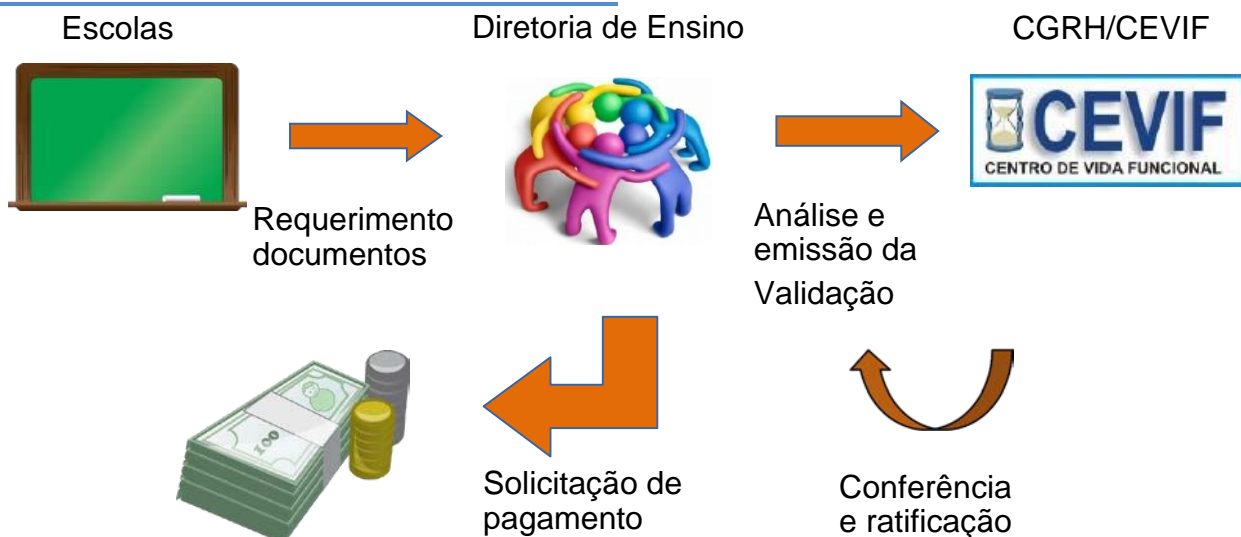 Escolas
Diretoria de Ensino
CGRH/CEVIF
CEVIF
CENTRO DE VIDA FUNCIONAL
Requerimento
documentos
Análise e
emissão da
Validação
100
Solicitação de
pagamento
Conferência
e ratificação